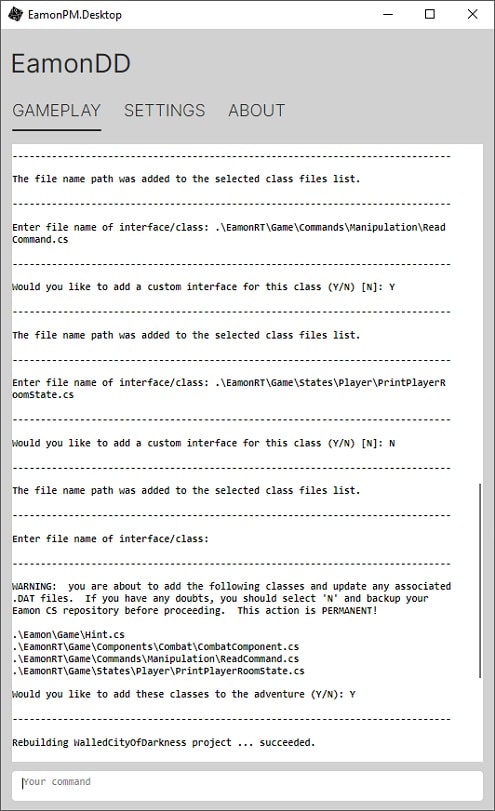 EamonPM.Desktop
EamonDD
GAMEPLAY SETTINGS ABOUT
-------------------------------------------------------------------------
The file name path was added to the selected class files list.
-------------------------------------------------------------------------
Enter file name of interface/class: .\EamonRT\Game\Commands\Manipulation\Read
Command.cs
-------------------------------------------------------------------------
Would you like to add a custom interface for this class (Y/N) [N]: Y
-------------------------------------------------------------------------
The file name path was added to the selected class files list.
-------------------------------------------------------------------------
Enter file name of interface/class: .\EamonRT\Game\States\Player\PrintPlayerR
oomState.cs
-------------------------------------------------------------------------
Would you like to add a custom interface for this class (Y/N) [N]: N
-------------------------------------------------------------------------
The file name path was added to the selected class files list.
-------------------------------------------------------------------------
Enter file name of interface/class:
-------------------------------------------------------------------------
WARNING:  you are about to add the following classes and update any associated
.DAT files.  If you have any doubts, you should select 'N' and backup your
Eamon CS repository before proceeding.  This action is PERMANENT!
.\Eamon\Game\Hint.cs
.\EamonRT\Game\Components\Combat\CombatComponent.cs
.\EamonRT\Game\Commands\Manipulation\ReadCommand.cs
.\EamonRT\Game\States\Player\PrintPlayerRoomState.cs
Would you like to add these classes to the adventure (Y/N): Y
-------------------------------------------------------------------------
Rebuilding WalledCityOfDarkness project ... succeeded.
Your command